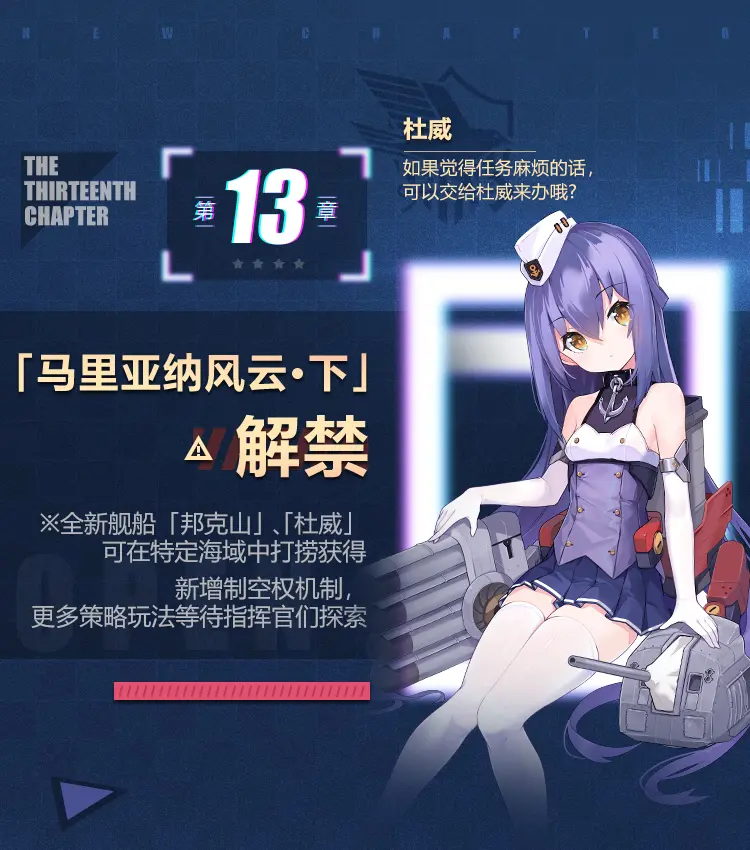 NEW CHAPTER
THE
THIRTEENTH
CHAPTER
第13章
杜威
如果觉得任务麻烦的话,
可以交给杜威来办哦?
「马里亚纳风云•下」
解禁
※全新舰船「邦克山」、「杜威」
可在特定海域中打捞获得
新增制空权机制,
更多策略玩法等待指挥官们探索
OPEN